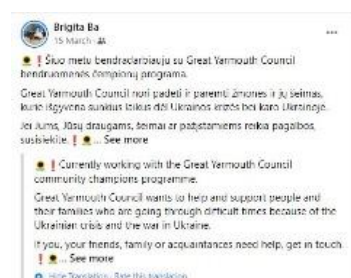 Brigita Ba
15 March ·
Šiuo metu bendradarbiauju su Great Yarmouth Council
bendruomenės čempionų programa.
Great Yarmouth Council nori padėti ir paremti žmones ir jų šeimas,
kurie išgyvena sunkius laikus dėl Ukrainos krizės bei karo Ukrainoje.
Jei Jums, Jūsų draugams, šeimai ar pažįstamiems reikia pagalbos,
susisiekite. ❗ 🌻 ... See more
❗ Currently working with the Great Yarmouth Council
community champions programme.
Great Yarmouth Council wants to help and support people and
their families who are going through difficult times because of the
Ukrainian crisis and the war in Ukraine.
If you, your friends, family or acquaintances need help, get in touch.
❗ 🌻 ... See more
Hide Translation · Rate this translation